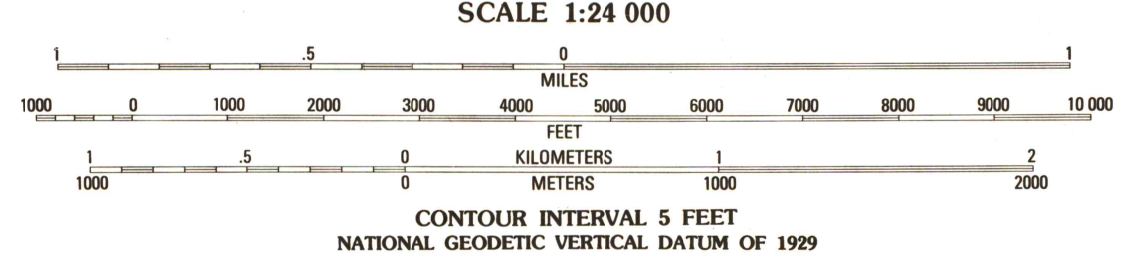 SCALE 1:24 000
1 .5 0 1
MILES
1000 0 1000 2000 3000 4000 5000 6000 7000 8000 9000 10 000
FEET
1 .5 0 KILOMETERS 1 2
1000 0 METERS 1000 2000
CONTOUR INTERVAL 5 FEET
NATIONAL GEODETIC VERTICAL DATUM OF 1929